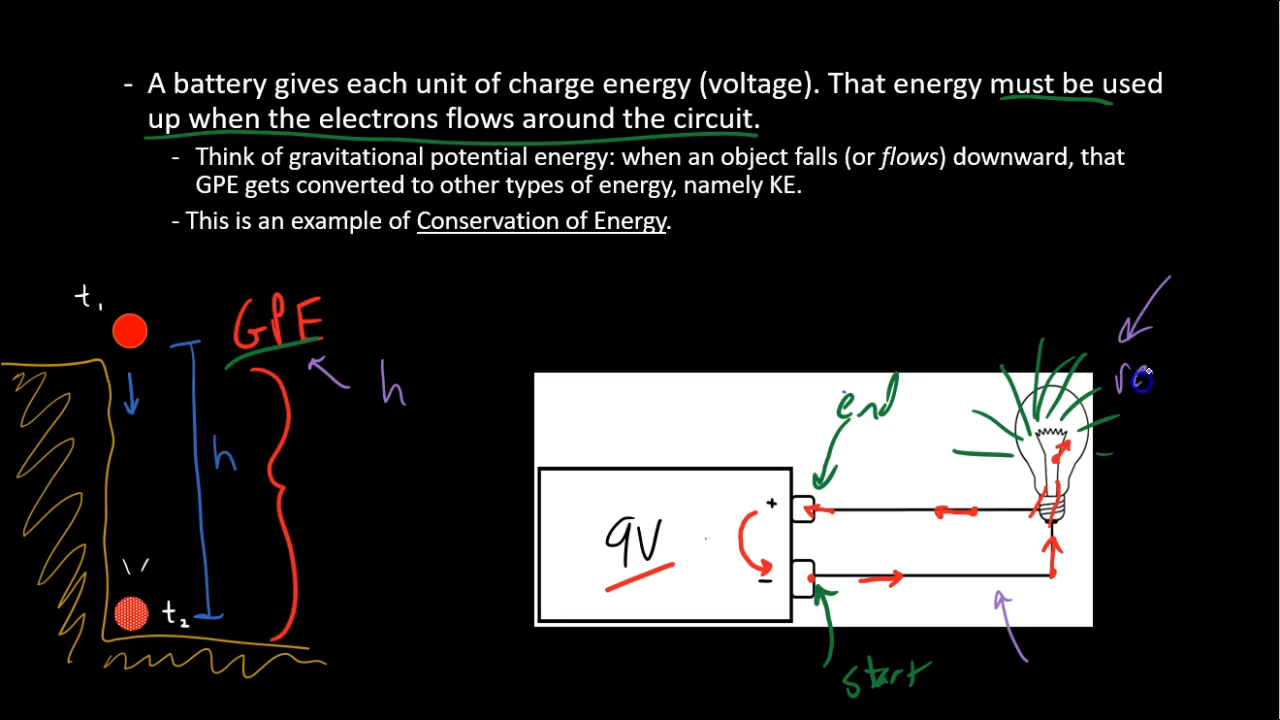 - A battery gives each unit of charge energy (voltage). That energy must be used
up when the electrons flows around the circuit.
- Think of gravitational potential energy: when an object falls (or flows) downward, that
GPE gets converted to other types of energy, namely KE.
- This is an example of Conservation of Energy.
t₁
GPE
h
h
t₂
end
+
9V
-
start
re